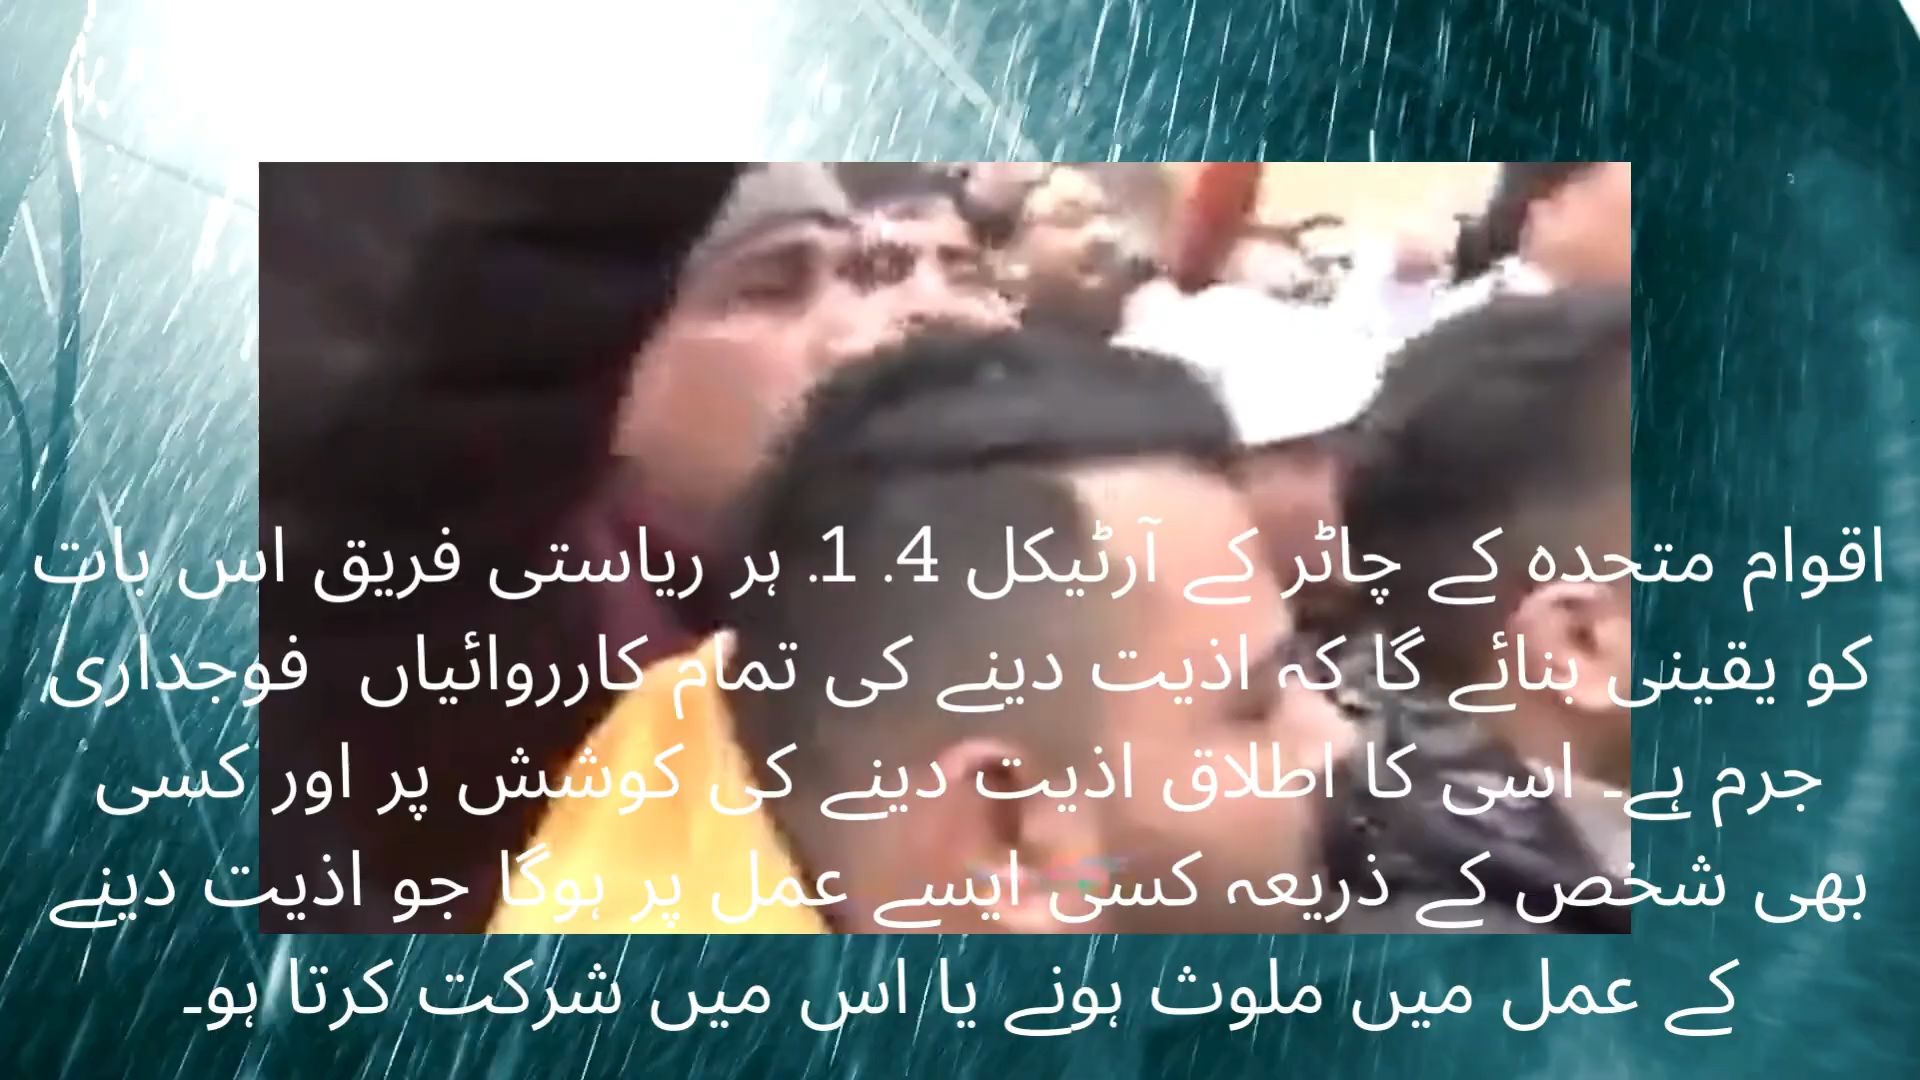 اقوام متحدہ کے چاٹر کے آرٹیکل 4. 1. ہر ریاستی فریق اس بات
کو یقینی بنائے گا کہ اذیت دینے کی تمام کارروائیاں فوجداری
جرم ہے۔ اسی کا اطلاق اذیت دینے کی کوشش پر اور کسی
بھی شخص کے ذریعہ کسی ایسے عمل پر ہوگا جو اذیت دینے
کے عمل میں ملوث ہونے یا اس میں شرکت کرتا ہو۔